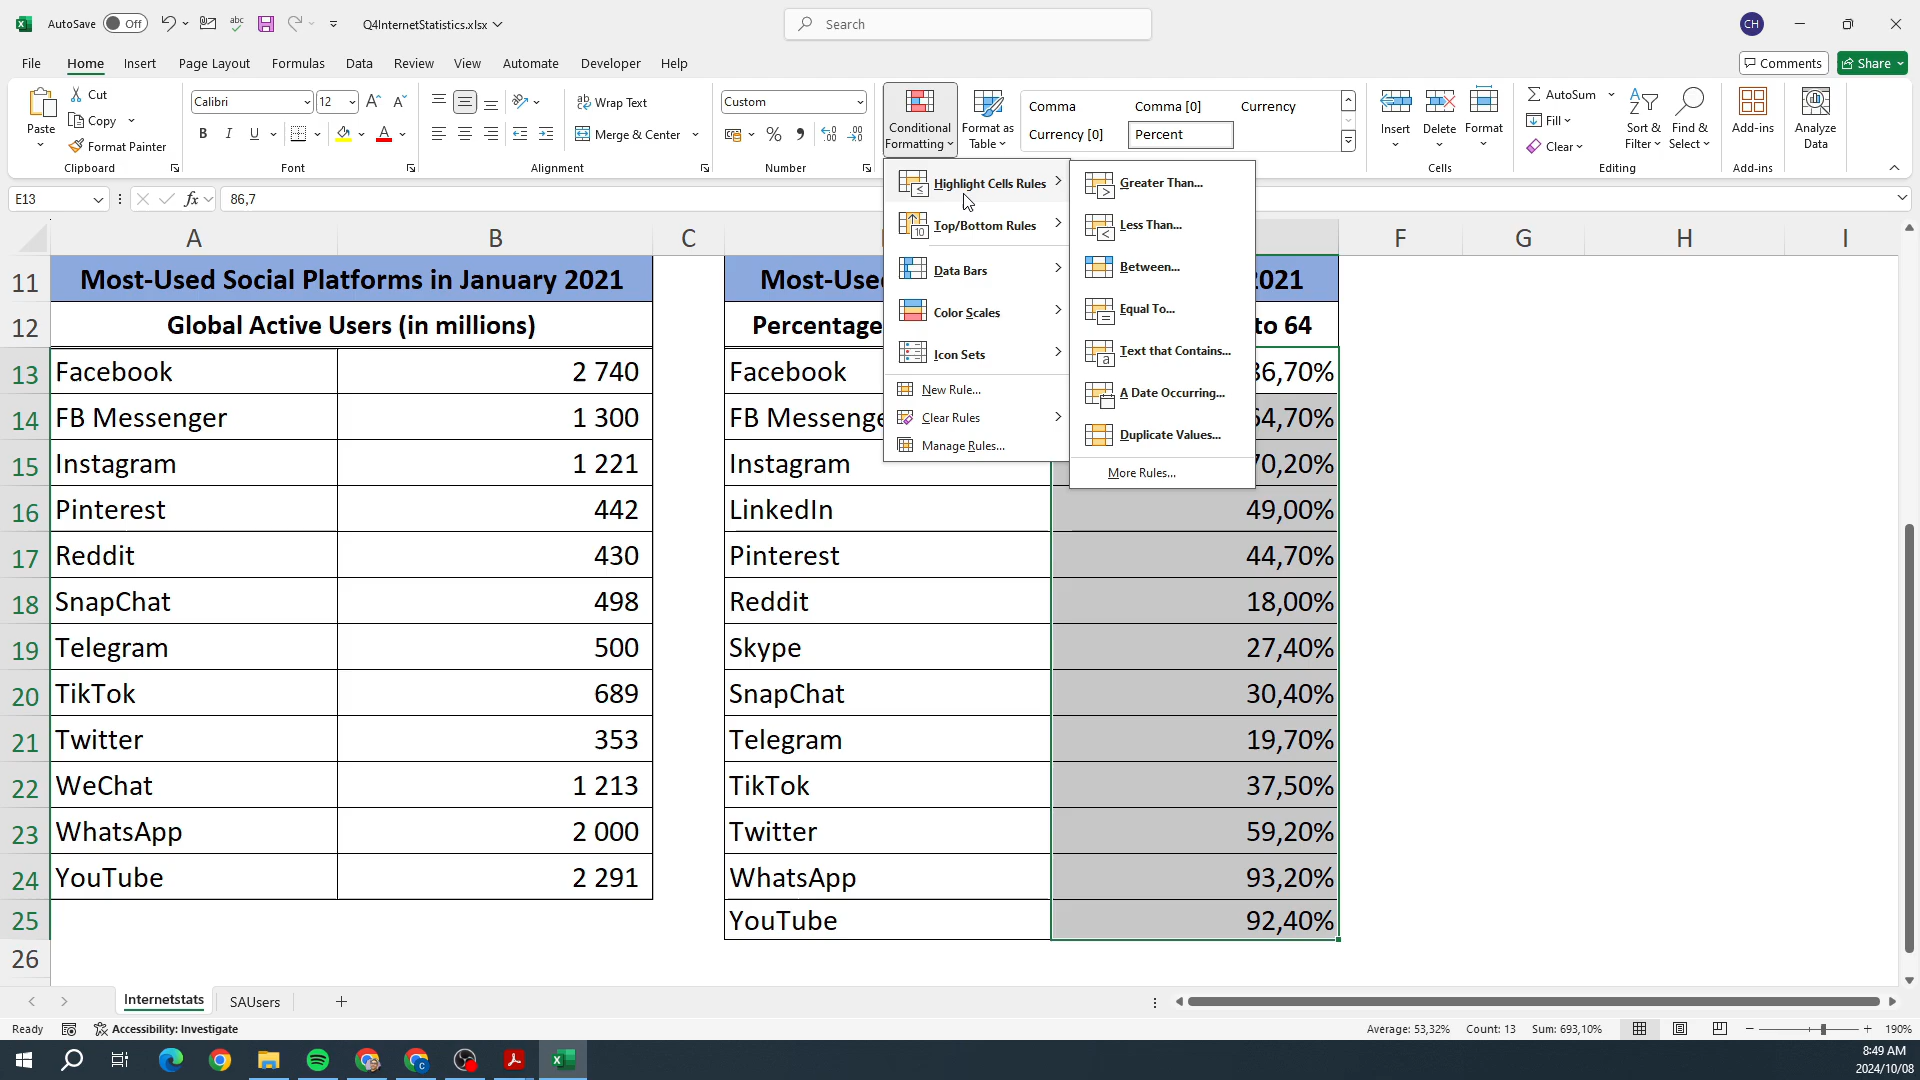 AutoSave Off abc Q4InternetStatistics.xlsx Search CH
File Home Insert Page Layout Formulas Data Review View Automate Developer Help Comments Share
Paste Cut Copy Format Painter Clipboard
Calibri 12 B I U Font
ab Wrap Text Merge & Center Alignment
Custom % Number
Conditional Formatting Format as Table
Comma Comma [0] Currency
Currency [0] Percent
Insert Delete Format Cells
AutoSum Fill Clear Sort & Filter Find & Select Editing
Add-ins Add-ins
Analyze Data
E13 fx 86,7
Highlight Cells Rules
Top/Bottom Rules
Data Bars
Color Scales
Icon Sets
New Rule...
Clear Rules
Manage Rules...
Greater Than...
Less Than...
Between...
Equal To...
Text that Contains...
A Date Occurring...
Duplicate Values...
More Rules...
A B C F G H I
11 Most-Used Social Platforms in January 2021 2021
12 Global Active Users (in millions) Percentage to 64
13 Facebook 2 740 Facebook 36,70%
14 FB Messenger 1 300 54,70%
15 Instagram 1 221 Instagram 70,20%
16 Pinterest 442 LinkedIn 49,00%
17 Reddit 430 Pinterest 44,70%
18 SnapChat 498 Reddit 18,00%
19 Telegram 500 Skype 27,40%
20 TikTok 689 SnapChat 30,40%
21 Twitter 353 Telegram 19,70%
22 WeChat 1 213 TikTok 37,50%
23 WhatsApp 2 000 Twitter 59,20%
24 YouTube 2 291 WhatsApp 93,20%
25 YouTube 92,40%
26
Internetstats SAUsers
Ready Accessibility: Investigate Average: 53,32% Count: 13 Sum: 693,10% 190%
8:49 AM
2024/10/08